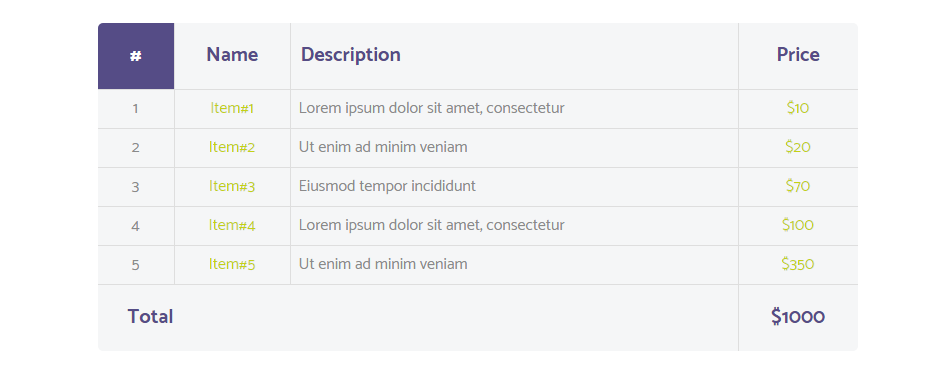 # Name Description Price
1 Item#1 Lorem ipsum dolor sit amet, consectetur $10
2 Item#2 Ut enim ad minim veniam $20
3 Item#3 Eiusmod tempor incididunt $70
4 Item#4 Lorem ipsum dolor sit amet, consectetur $100
5 Item#5 Ut enim ad minim veniam $350
Total $1000